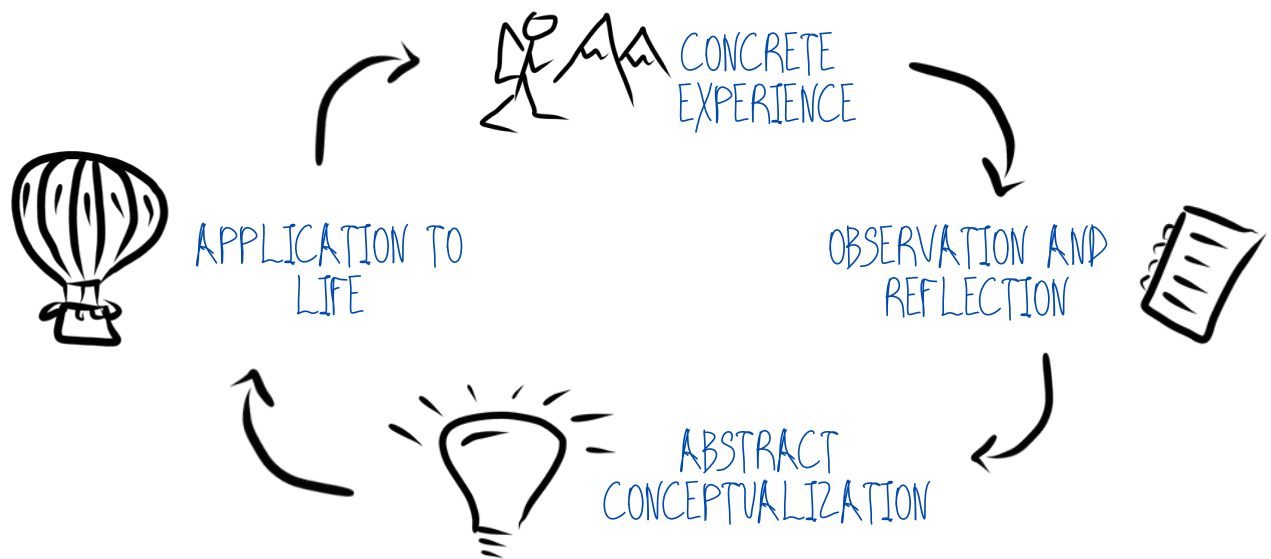 CONCRETE
EXPERIENCE
OBSERVATION AND
REFLECTION
ABSTRACT
CONCEPTUALIZATION
APPLICATION TO
LIFE